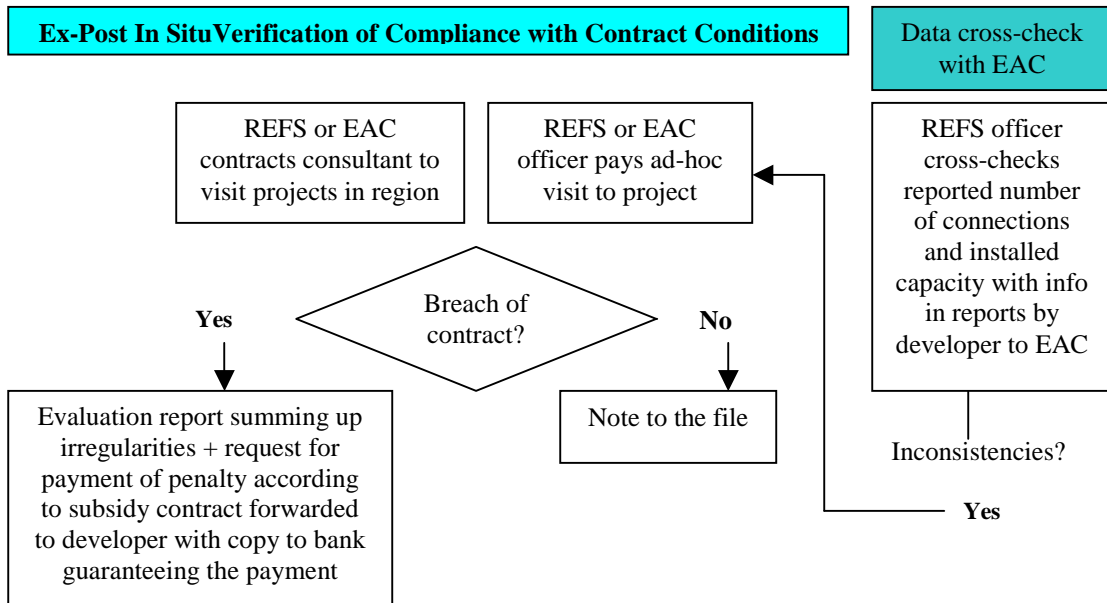 Ex-Post In SituVerification of Compliance with Contract Conditions
Data cross-check
with EAC
REFS or EAC
contracts consultant to
visit projects in region
REFS or EAC
officer pays ad-hoc
visit to project
REFS officer
cross-checks
reported number
of connections
and installed
capacity with info
in reports by
developer to EAC
Breach of
contract?
Yes
No
Evaluation report summing up
irregularities + request for
payment of penalty according
to subsidy contract forwarded
to developer with copy to bank
guaranteeing the payment
Note to the file
Inconsistencies?
Yes